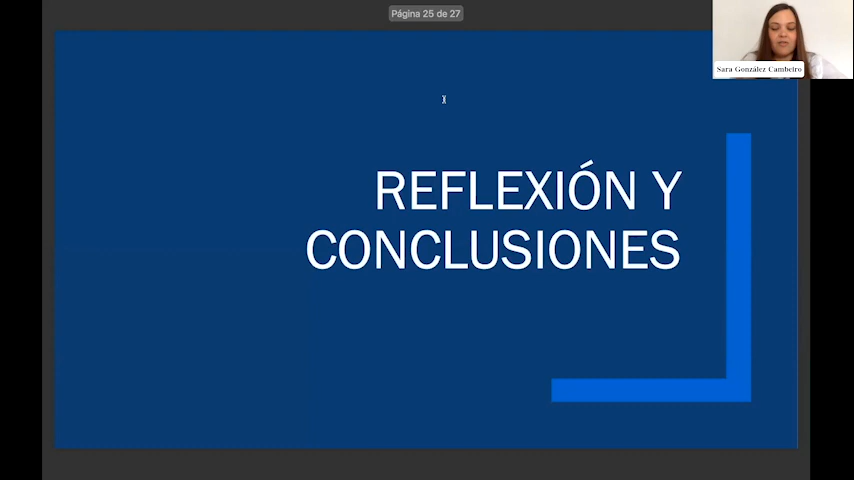 Página 25 de 27
Sara González Cambeiro
REFLEXIÓN Y
CONCLUSIONES